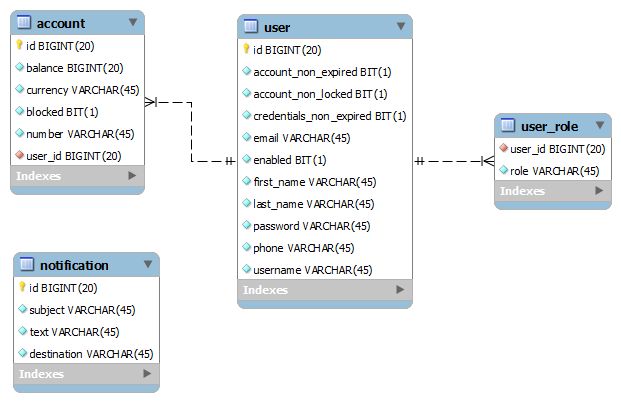 account
id BIGINT(20)
balance BIGINT(20)
currency VARCHAR(45)
blocked BIT(1)
number VARCHAR(45)
user_id BIGINT(20)
Indexes
user
id BIGINT(20)
account_non_expired BIT(1)
account_non_locked BIT(1)
credentials_non_expired BIT(1)
email VARCHAR(45)
enabled BIT(1)
first_name VARCHAR(45)
last_name VARCHAR(45)
password VARCHAR(45)
phone VARCHAR(45)
username VARCHAR(45)
Indexes
user_role
user_id BIGINT(20)
role VARCHAR(45)
Indexes
notification
id BIGINT(20)
subject VARCHAR(45)
text VARCHAR(45)
destination VARCHAR(45)
Indexes